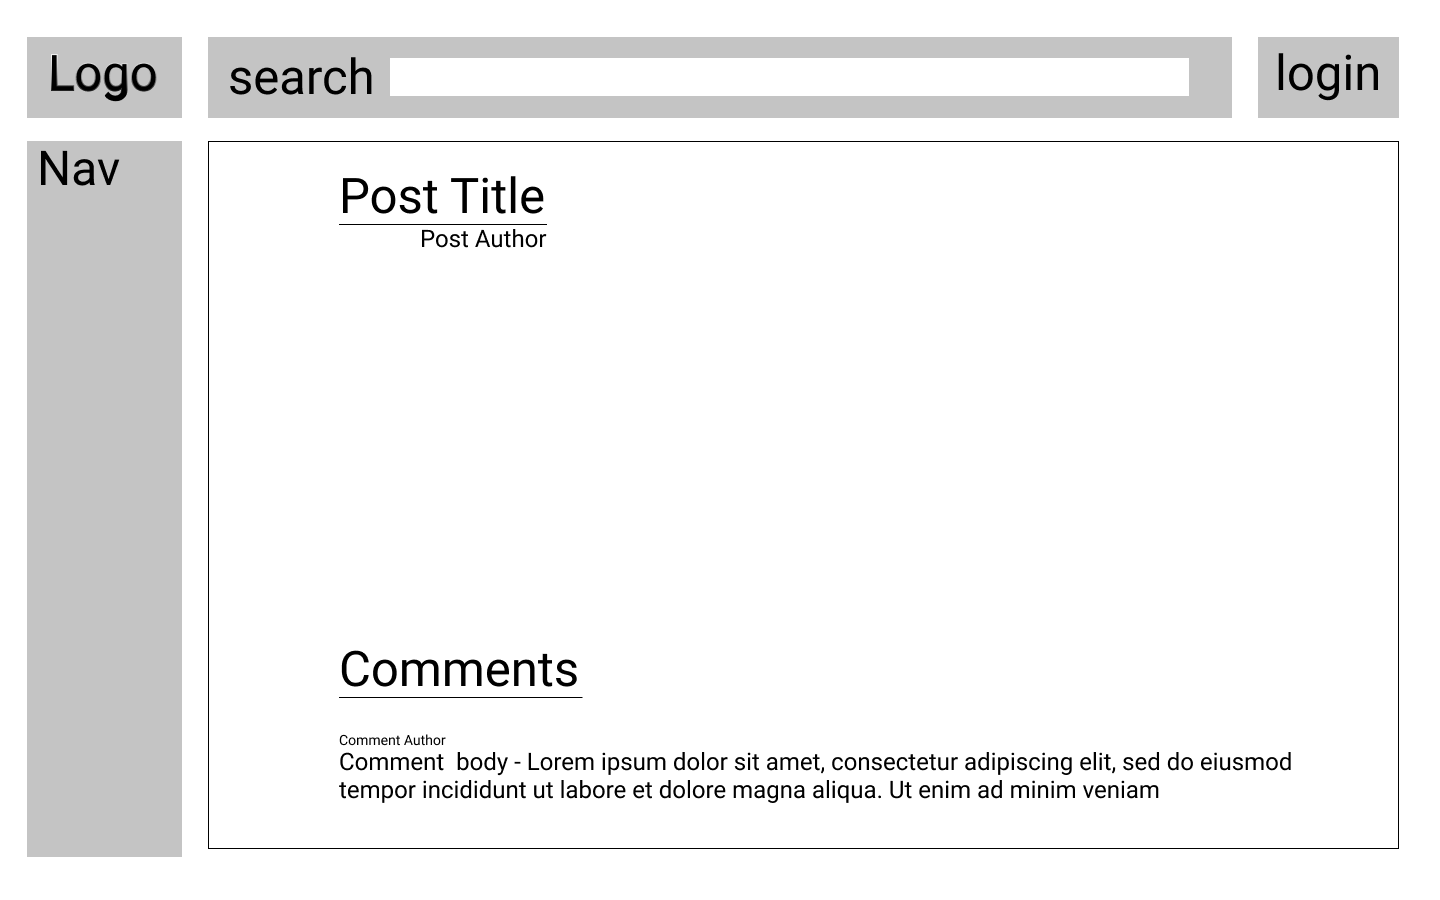 Logo
search
login
Nav
Post Title
Post Author
Comments
Comment Author
Comment  body - Lorem ipsum dolor sit amet, consectetur adipiscing elit, sed do eiusmod
tempor incididunt ut labore et dolore magna aliqua. Ut enim ad minim veniam